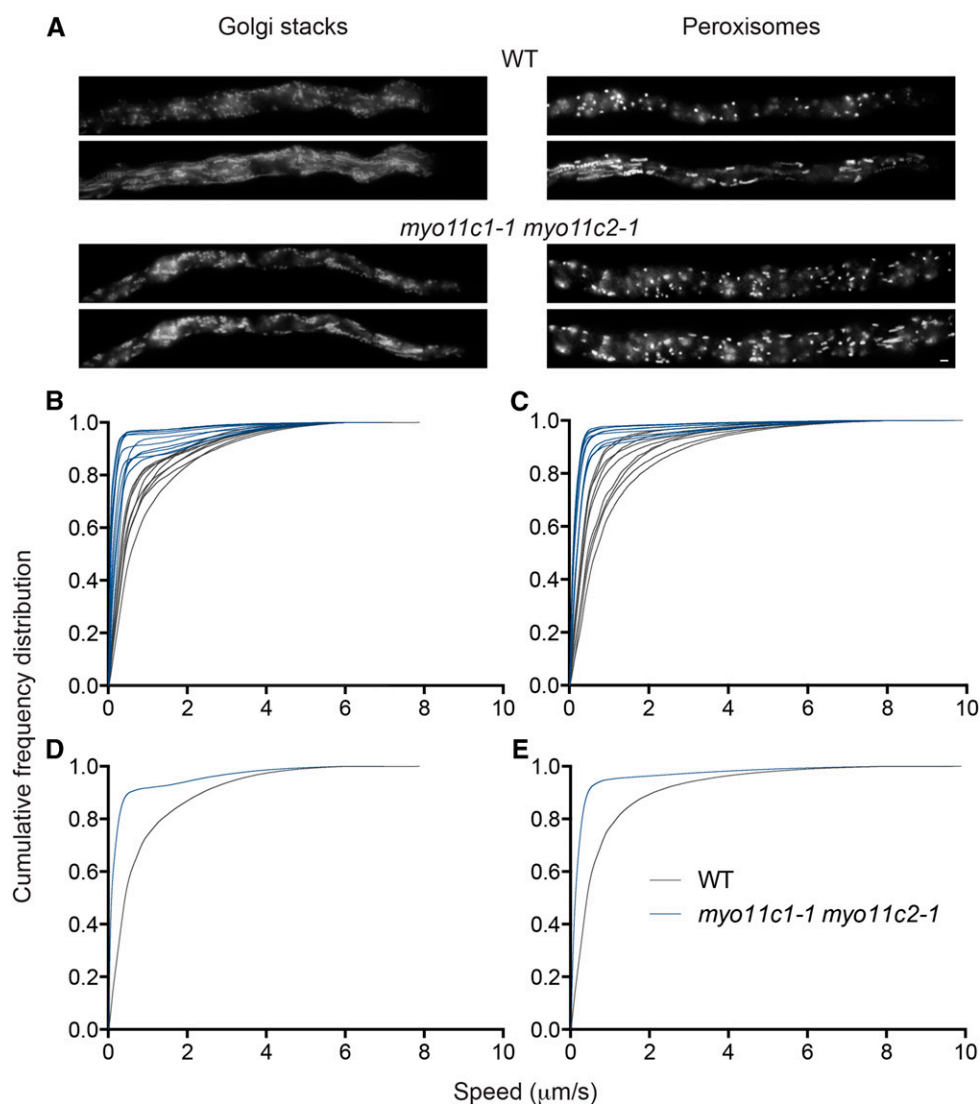 A
Golgi stacks
Peroxisomes
WT
myo11c1-1 myo11c2-1
B
C
1.0
0.8
0.6
0.4
0.2
0.0
0 2 4 6 8 10
1.0
0.8
0.6
0.4
0.2
0.0
0 2 4 6 8 10
D
E
1.0
0.8
0.6
0.4
0.2
0.0
0 2 4 6 8 10
1.0
0.8
0.6
0.4
0.2
0.0
0 2 4 6 8 10
WT
myo11c1-1 myo11c2-1
Cumulative frequency distribution
Speed (μm/s)